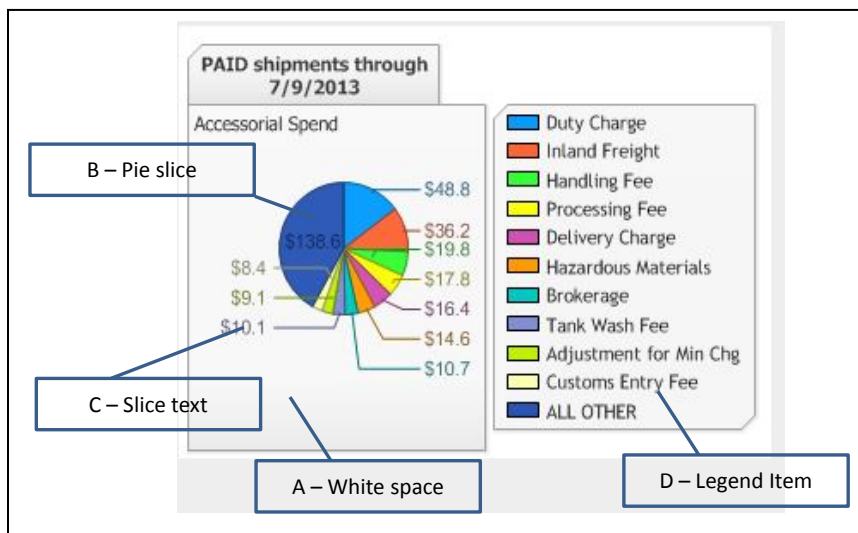 PAID shipments through
7/9/2013
Accessorial Spend
B – Pie slice
$48.8
$36.2
$19.8
$138.6
$8.4
$17.8
$9.1
$16.4
$10.1
$14.6
$10.7
C – Slice text
A – White space
Duty Charge
Inland Freight
Handling Fee
Processing Fee
Delivery Charge
Hazardous Materials
Brokerage
Tank Wash Fee
Adjustment for Min Chg
Customs Entry Fee
ALL OTHER
D – Legend Item